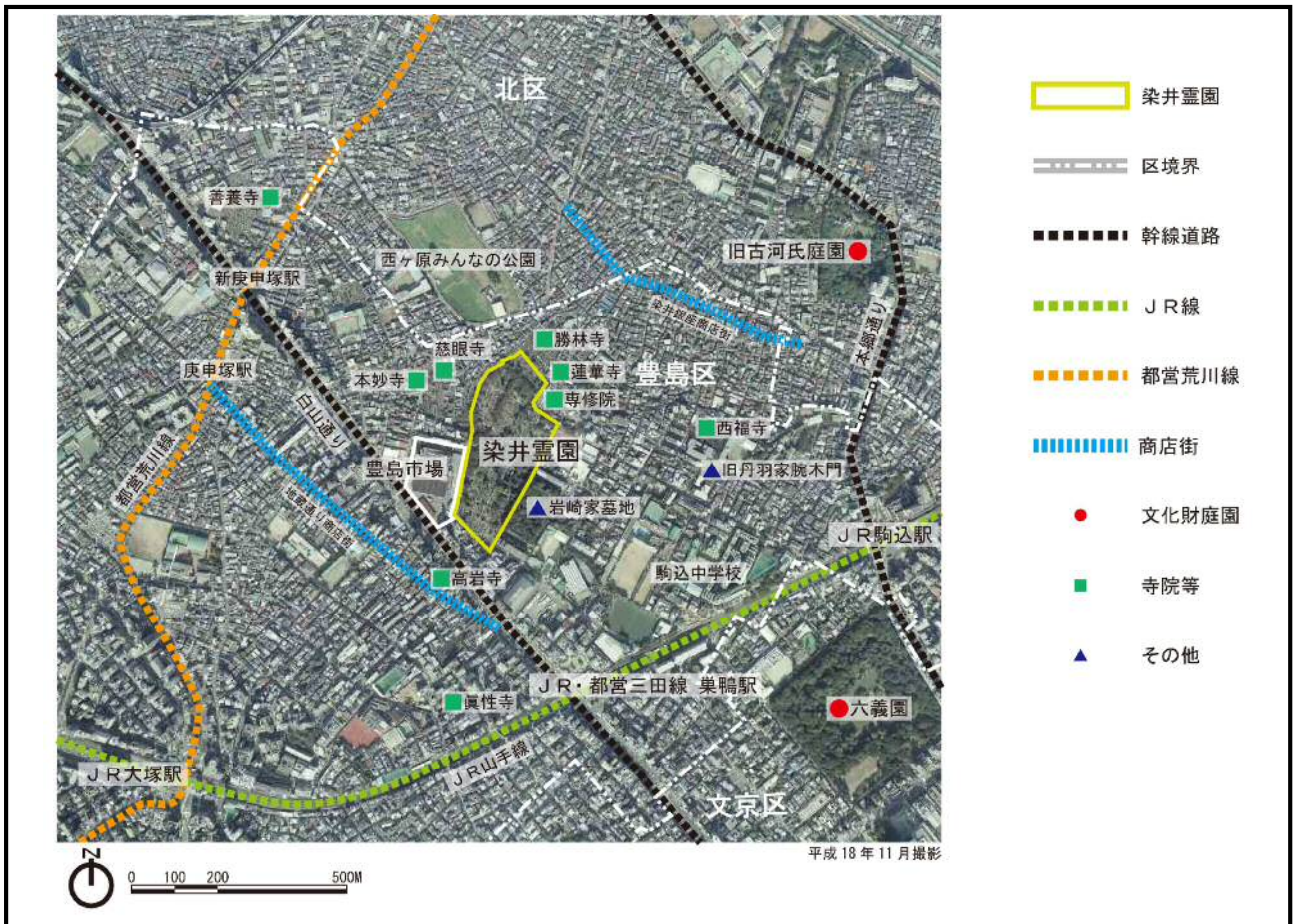 北区
善養寺
西ヶ原みんなの公園
旧古河氏庭園
新庚申塚駅
染井銀座商店街
本郷通り
勝林寺
慈眼寺
豊島区
蓮華寺
本妙寺
庚申塚駅
専修院
白山通り
西福寺
染井霊園
都営荒川線
豊島市場
旧丹羽家腕木門
地蔵通り商店街
岩崎家墓地
JR駒込駅
駒込中学校
高岩寺
JR・都営三田線 巣鴨駅
眞性寺
六義園
JR山手線
JR大塚駅
文京区
平成18年11月撮影
N
0 100 200 500M
染井霊園
区境界
幹線道路
JR線
都営荒川線
商店街
文化財庭園
寺院等
その他